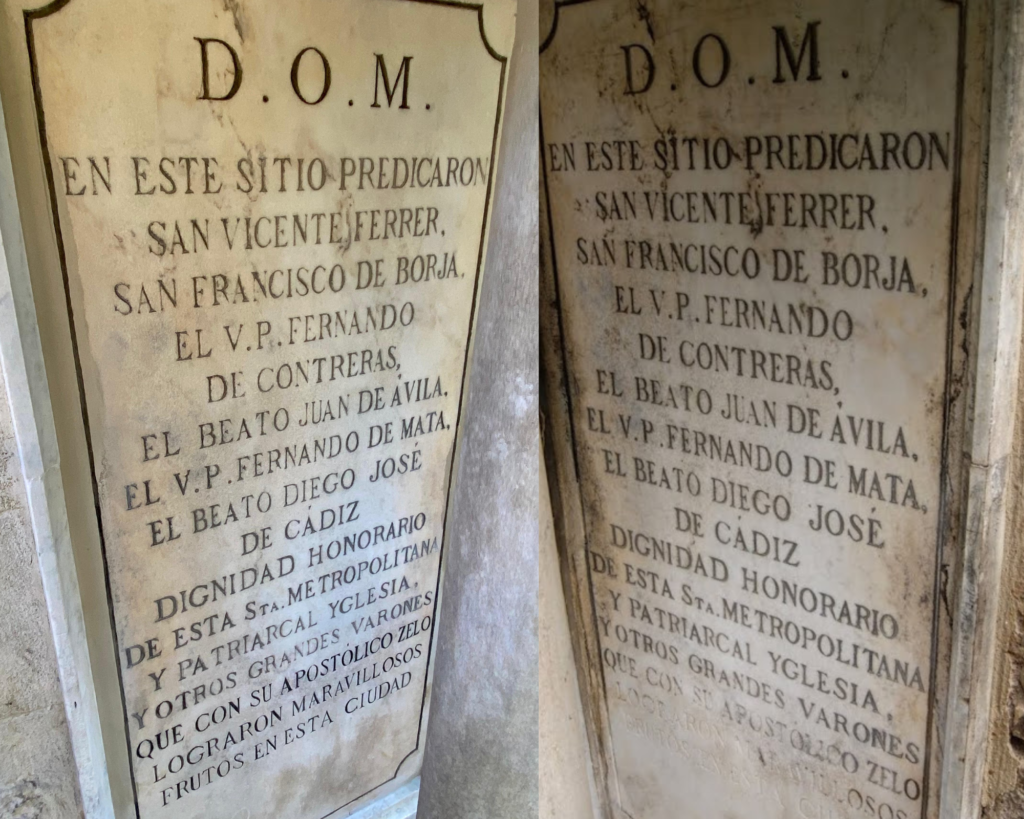 D. O. M.
EN ESTE SITIO PREDICARON
SAN VICENTE FERRER,
SAN FRANCISCO DE BORJA,
EL V. P. FERNANDO
DE CONTRERAS,
EL BEATO JUAN DE ÁVILA,
EL V. P. FERNANDO DE MATA,
EL BEATO DIEGO JOSÉ
DE CÁDIZ
DIGNIDAD HONORARIO
DE ESTA STA. METROPOLITANA
Y PATRIARCAL YGLESIA,
Y OTROS GRANDES VARONES
QUE CON SU APOSTÓLICO ZELO
LOGRARON MARAVILLOSOS
FRUTOS EN ESTA CIUDAD
D. O. M.
EN ESTE SITIO PREDICARON
SAN VICENTE FERRER,
SAN FRANCISCO DE BORJA,
EL V. P. FERNANDO
DE CONTRERAS,
EL BEATO JUAN DE ÁVILA,
EL V. P. FERNANDO DE MATA,
EL BEATO DIEGO JOSÉ
DE CÁDIZ
DIGNIDAD HONORARIO
DE ESTA STA. METROPOLITANA
Y PATRIARCAL YGLESIA,
Y OTROS GRANDES VARONES
QUE CON SU APOSTÓLICO ZELO